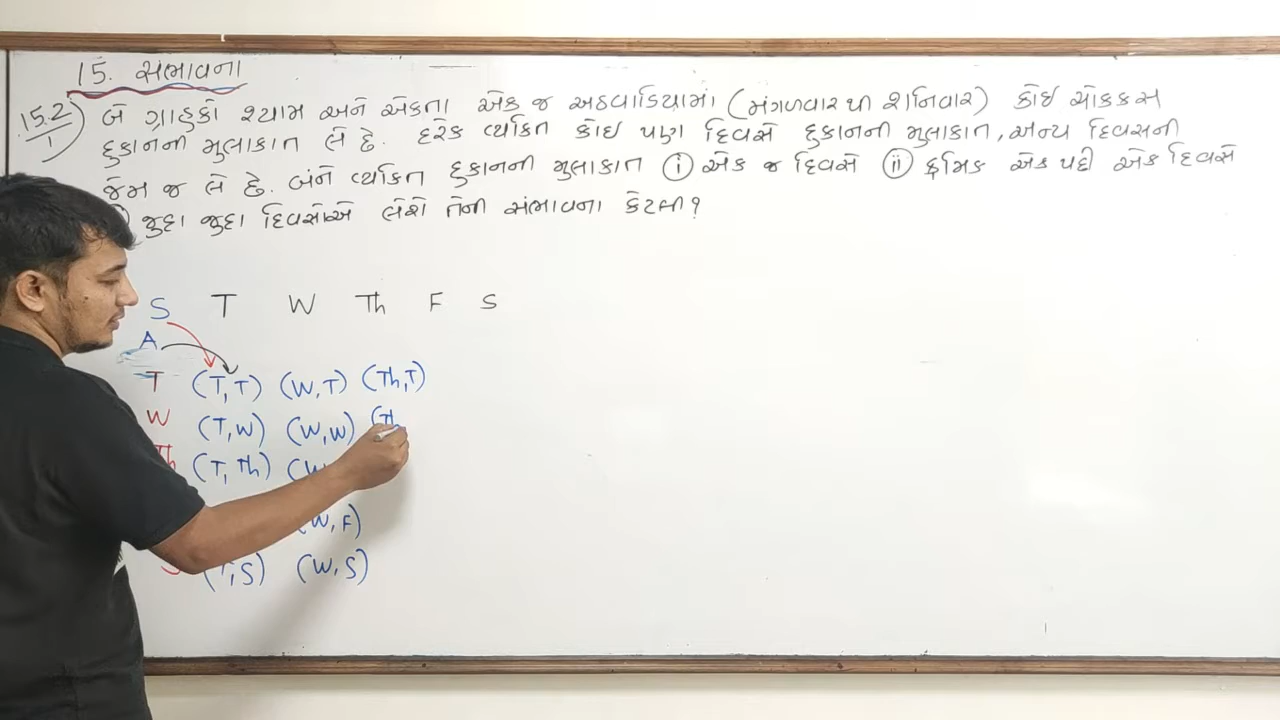 15. સંભાવના
15.2/1) બે ગ્રાહકો શ્યામ અને એકતા એક જ અઠવાડિયામાં (મંગળવાર થી શનિવાર) કોઈ ચોક્કસ
દુકાનની મુલાકાત લે છે. દરેક વ્યકિત કોઇ પણ દિવસે દુકાનની મુલાકાત, અન્ય દિવસની
જેમ જ લે છે. બંને વ્યકિત દુકાનની મુલાકાત (i) એક જ દિવસે (ii) ક્રમિક એક પછી એક દિવસે
જુદા જુદા દિવસોએ લેશે તેની સંભાવના કેટલી ?
S T W Th F S
A
T (T, T) (W, T) (Th, T)
W (T, W) (W, W) (Th
Th (T, Th) (W
(W, F)
S (T, S) (W, S)